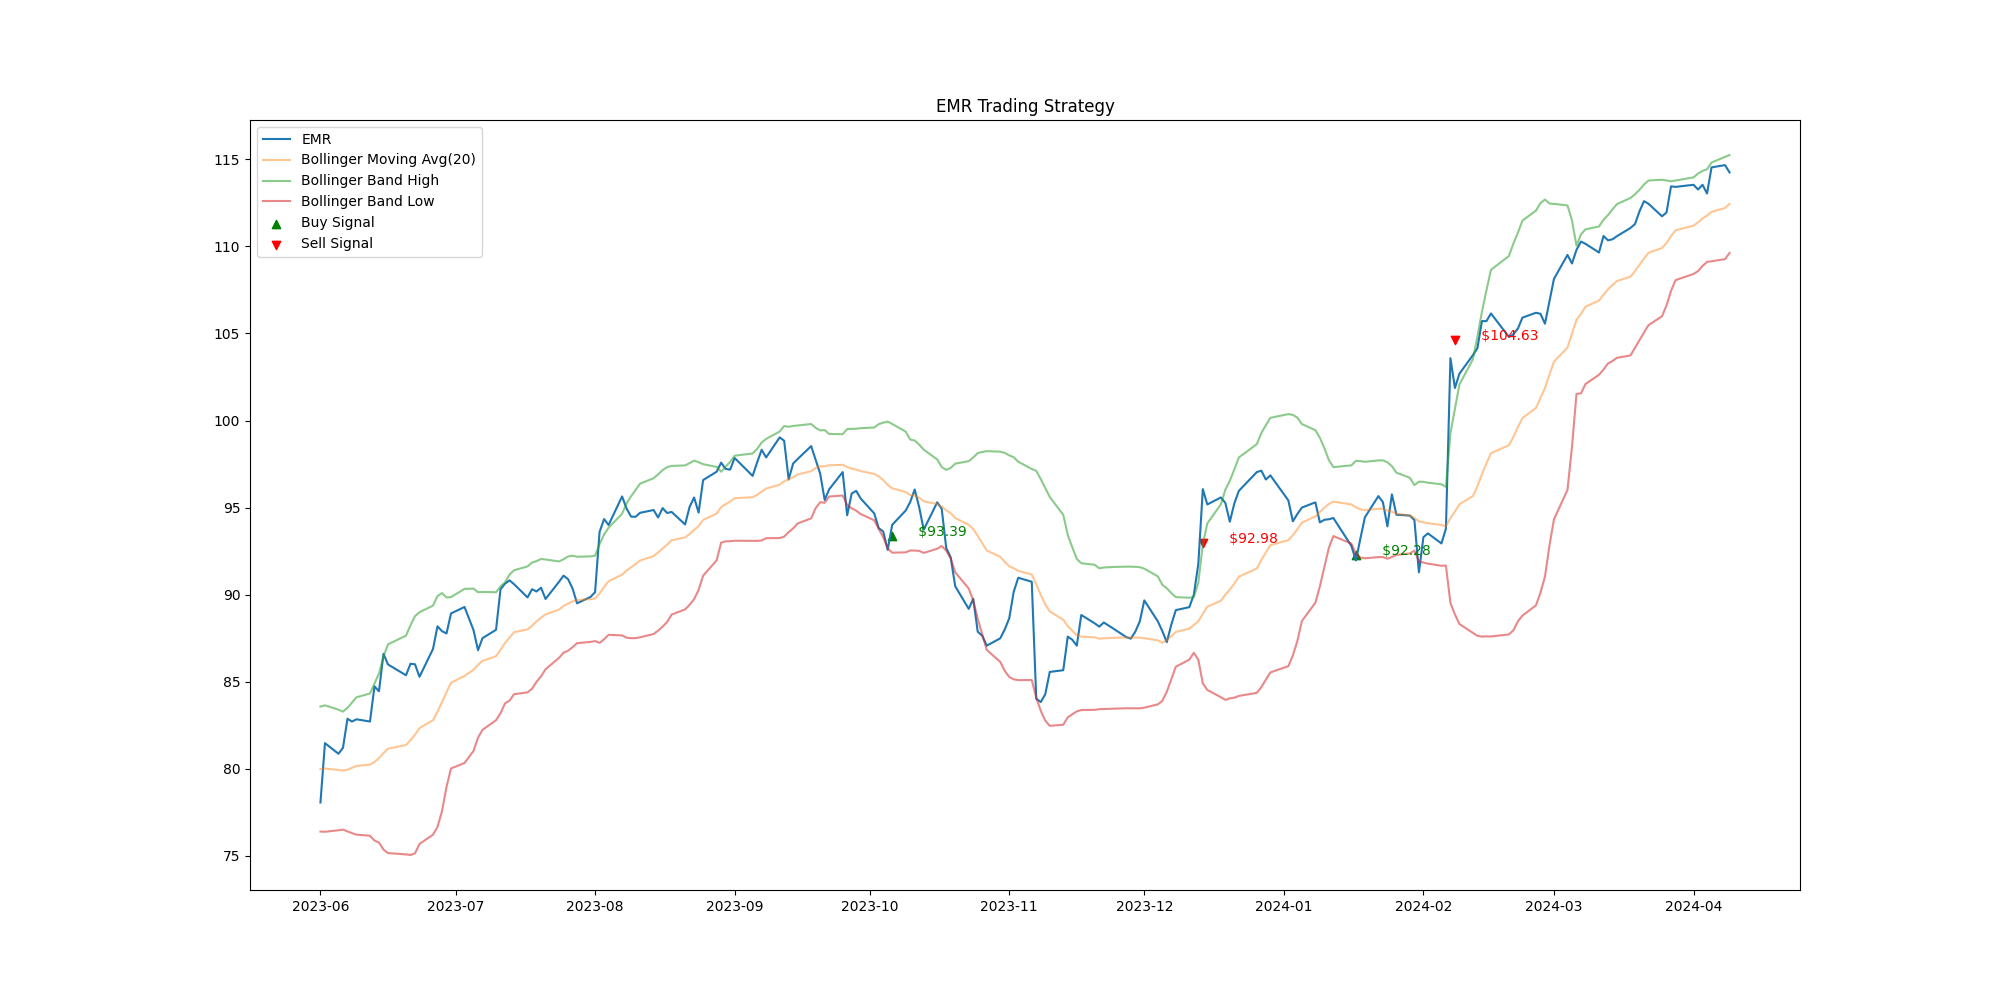 EMR Trading Strategy
EMR
Bollinger Moving Avg(20)
Bollinger Band High
Bollinger Band Low
Buy Signal
Sell Signal
115
110
105
100
95
90
85
80
75
$104.63
$93.39
$92.98
$92.28
2023-06 2023-07 2023-08 2023-09 2023-10 2023-11 2023-12 2024-01 2024-02 2024-03 2024-04